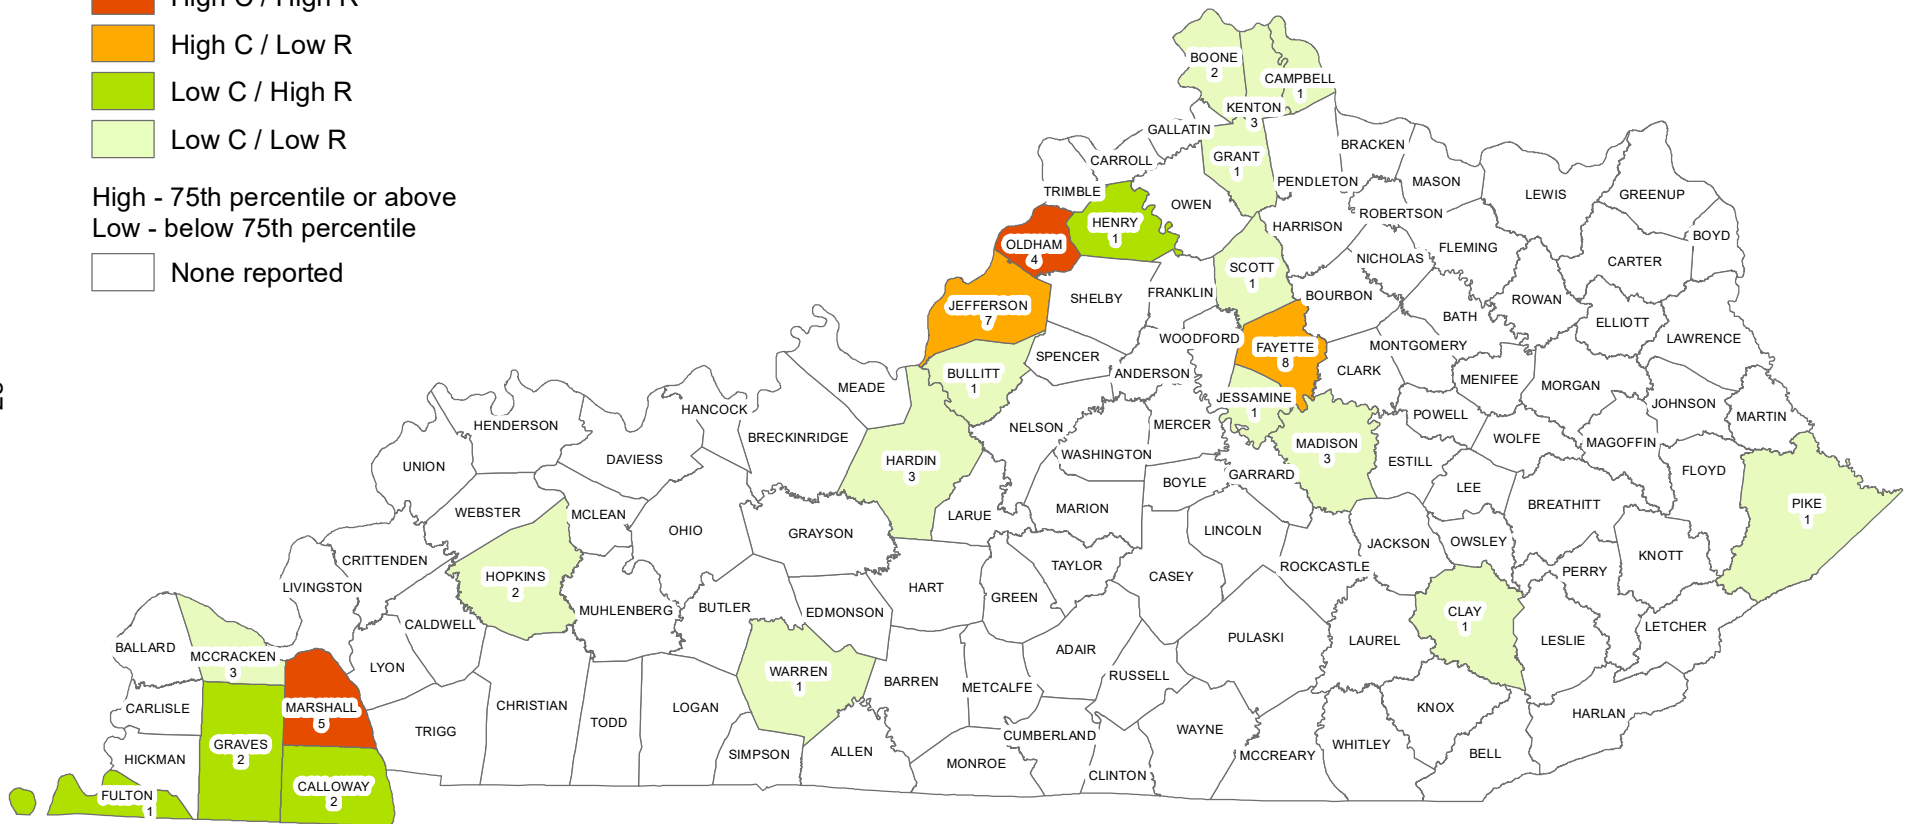 High C / High R
High C / Low R
Low C / High R
Low C / Low R
High - 75th percentile or above
Low - below 75th percentile
None reported
BOONE
2
CAMPBELL
1
KENTON
3
GALLATIN
CARROLL
GRANT
1
BRACKEN
PENDLETON
MASON
TRIMBLE
OWEN
LEWIS
GREENUP
HENRY
1
HARRISON
ROBERTSON
OLDHAM
4
FLEMING
BOYD
NICHOLAS
CARTER
SCOTT
1
JEFFERSON
7
SHELBY
FRANKLIN
BOURBON
ROWAN
BATH
ELLIOTT
WOODFORD
FAYETTE
8
MONTGOMERY
LAWRENCE
SPENCER
ANDERSON
CLARK
MENIFEE
MORGAN
BULLITT
1
MEADE
JESSAMINE
1
JOHNSON
MARTIN
HANCOCK
HENDERSON
BRECKINRIDGE
NELSON
MERCER
POWELL
WOLFE
MAGOFFIN
MADISON
3
WASHINGTON
UNION
DAVIESS
HARDIN
3
GARRARD
ESTILL
FLOYD
BOYLE
LEE
BREATHITT
PIKE
1
WEBSTER
MCLEAN
OHIO
GRAYSON
LARUE
MARION
LINCOLN
JACKSON
OWSLEY
KNOTT
CRITTENDEN
LIVINGSTON
HOPKINS
2
MUHLENBERG
BUTLER
EDMONSON
HART
GREEN
TAYLOR
CASEY
ROCKCASTLE
PERRY
CALDWELL
CLAY
1
LETCHER
BALLARD
MCCRACKEN
3
LYON
WARREN
1
BARREN
METCALFE
ADAIR
RUSSELL
PULASKI
LAUREL
LESLIE
CARLISLE
MARSHALL
5
TRIGG
CHRISTIAN
TODD
LOGAN
KNOX
HARLAN
HICKMAN
GRAVES
2
SIMPSON
ALLEN
MONROE
CUMBERLAND
WAYNE
MCCREARY
WHITLEY
BELL
FULTON
1
CALLOWAY
2
CLINTON